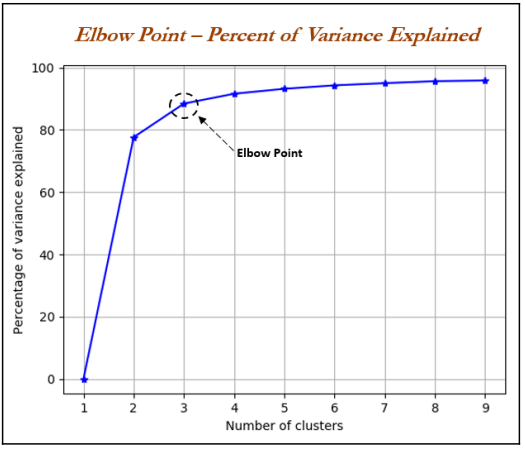 Elbow Point – Percent of Variance Explained
100
80
60
40
20
0
Percentage of variance explained
Elbow Point
1 2 3 4 5 6 7 8 9
Number of clusters